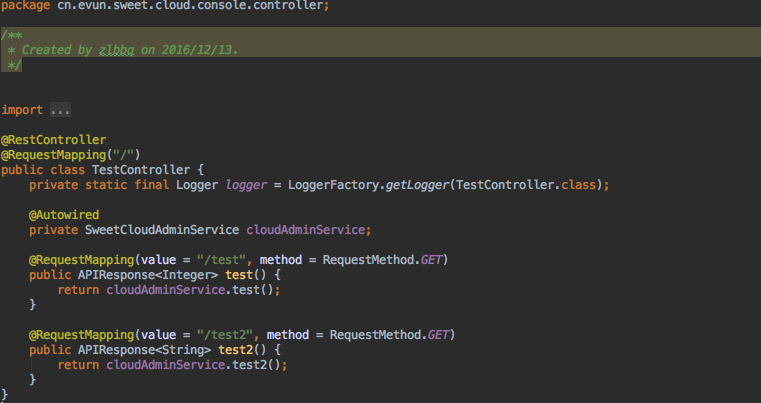 package cn.evun.sweet.cloud.console.controller;
/**
 * Created by zlbbq on 2016/12/13.
 */
import ...
@RestController
@RequestMapping("/")
public class TestController {
    private static final Logger logger = LoggerFactory.getLogger(TestController.class);
    @Autowired
    private SweetCloudAdminService cloudAdminService;
    @RequestMapping(value = "/test", method = RequestMethod.GET)
    public APIResponse<Integer> test() {
        return cloudAdminService.test();
    }
    @RequestMapping(value = "/test2", method = RequestMethod.GET)
    public APIResponse<String> test2() {
        return cloudAdminService.test2();
    }
}